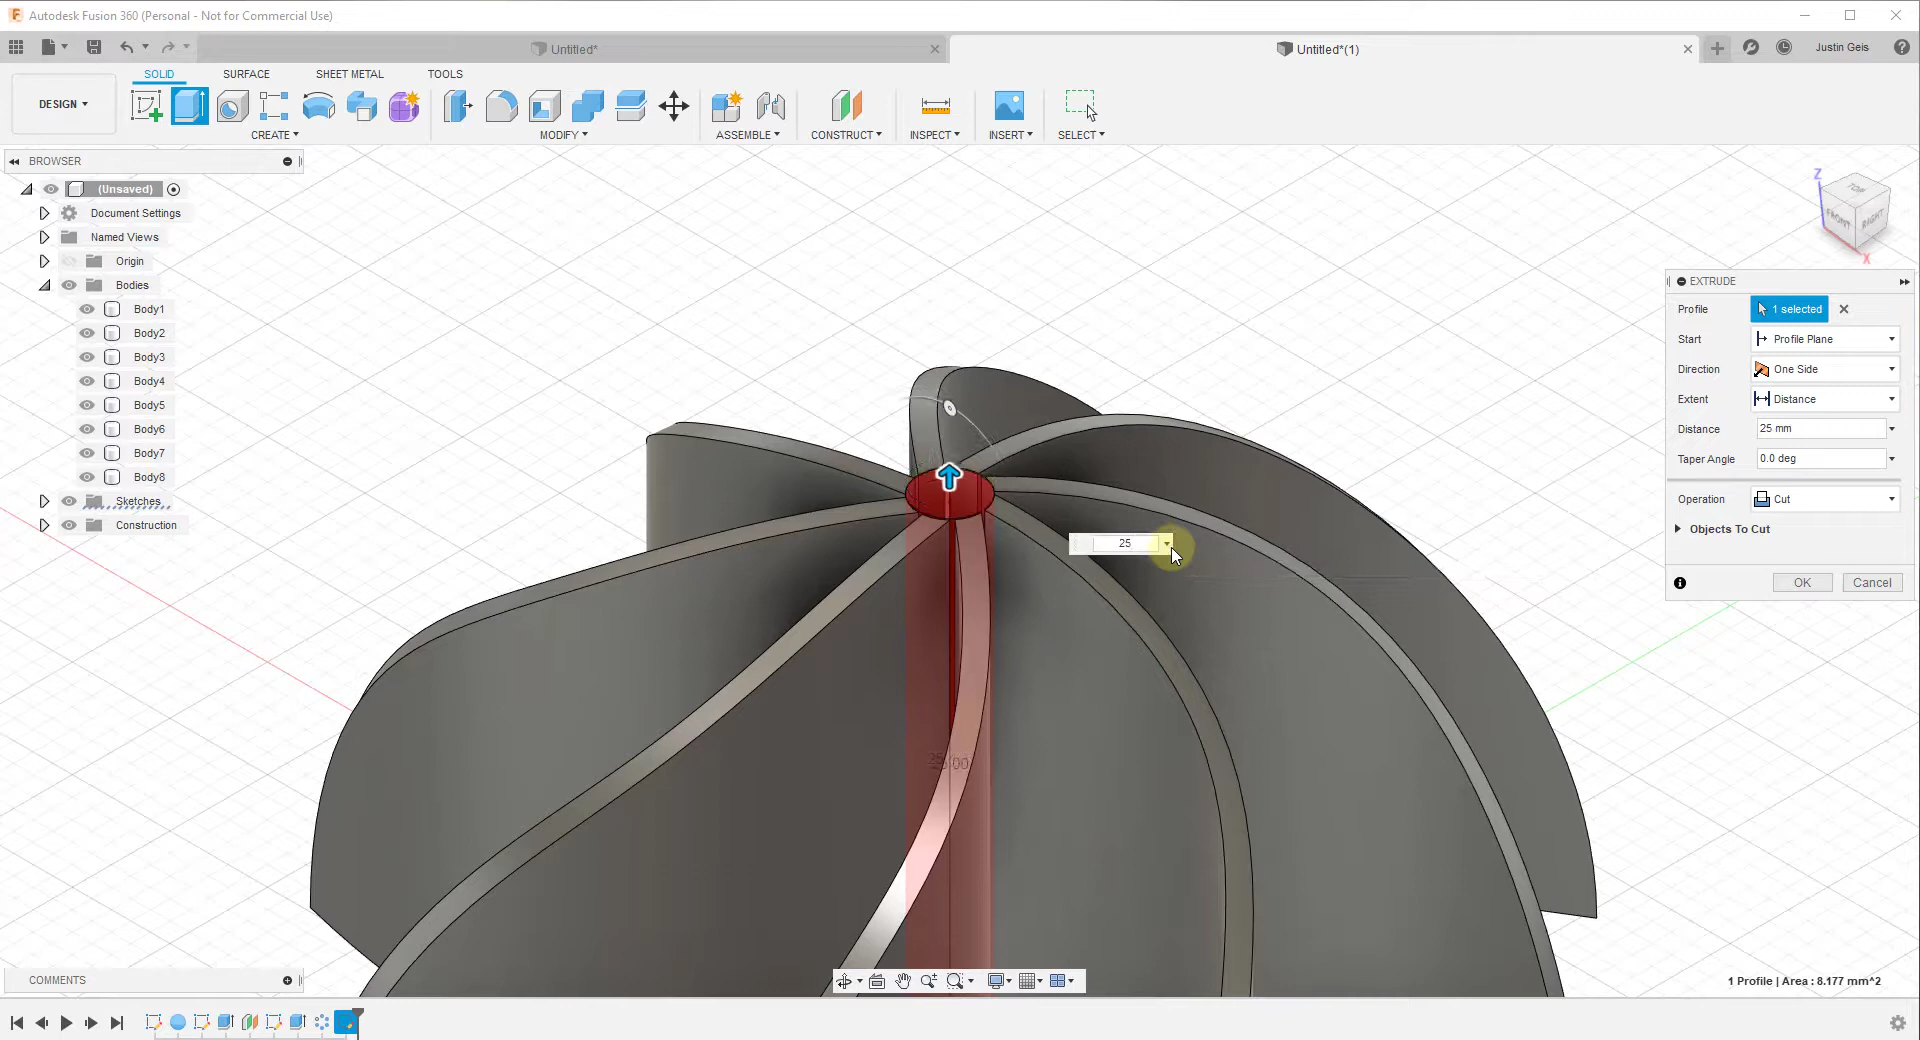 Autodesk Fusion 360 (Personal - Not for Commercial Use)
Untitled*
Untitled*(1)
Justin Geis
SOLID
SURFACE
SHEET METAL
TOOLS
DESIGN
CREATE
MODIFY
ASSEMBLE
CONSTRUCT
INSPECT
INSERT
SELECT
BROWSER
(Unsaved)
Document Settings
Named Views
Origin
Bodies
Body1
Body2
Body3
Body4
Body5
Body6
Body7
Body8
Sketches
Construction
Z
TOP
FRONT
RIGHT
X
EXTRUDE
Profile
1 selected
Start
Profile Plane
Direction
One Side
Extent
Distance
Distance
25 mm
Taper Angle
0.0 deg
Operation
Cut
Objects To Cut
OK
Cancel
25
COMMENTS
1 Profile | Area : 8.177 mm^2